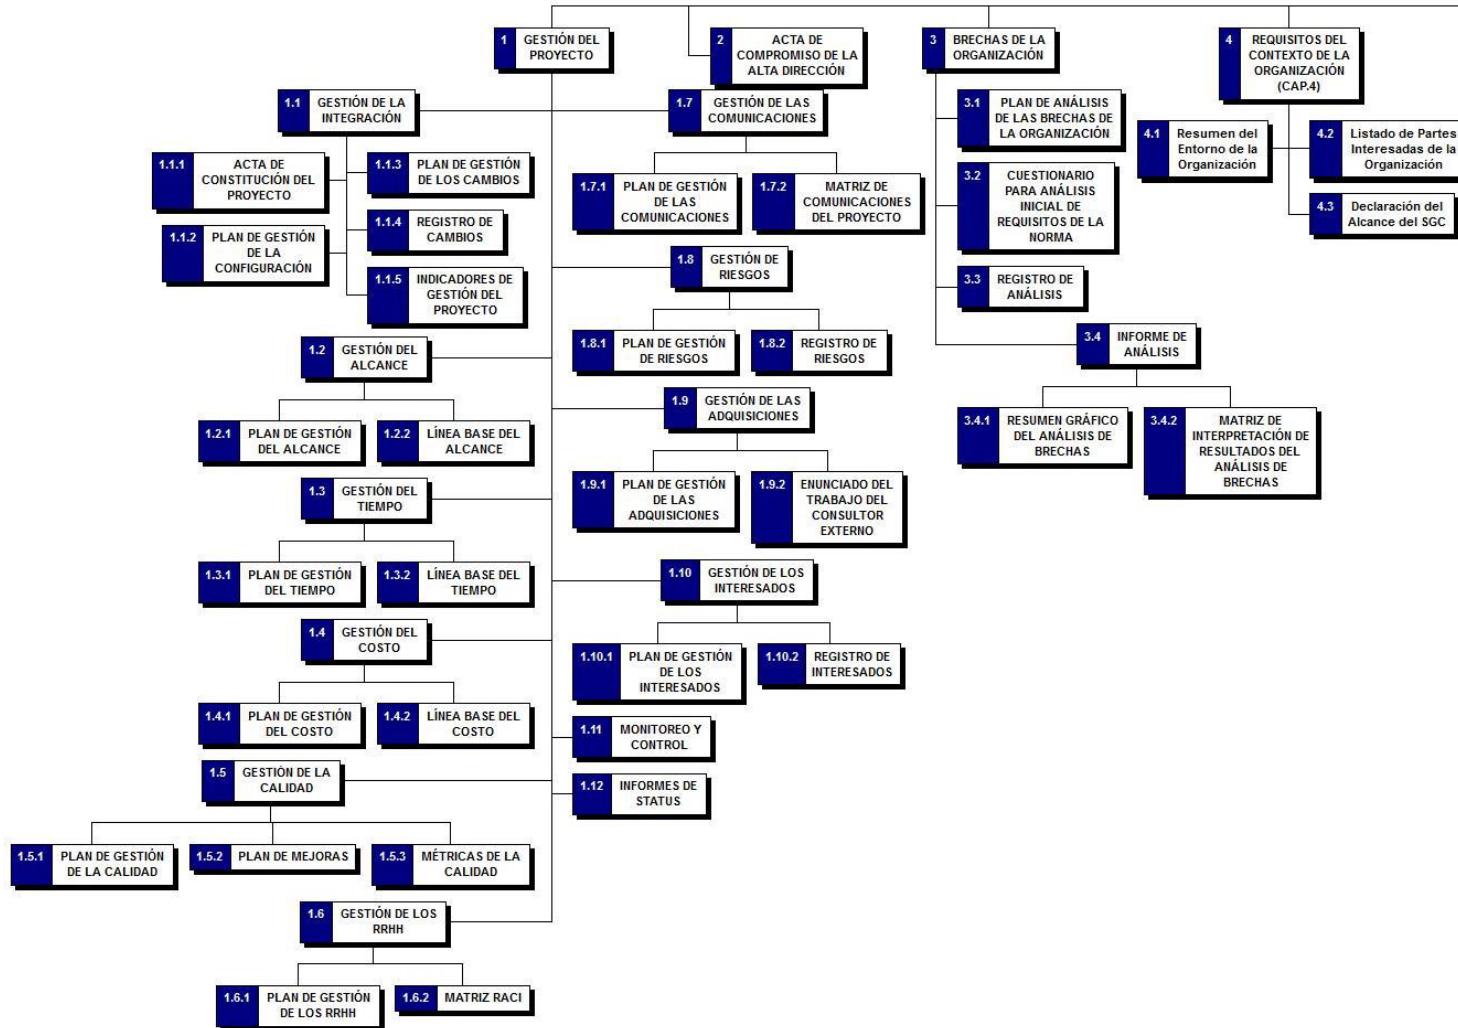 1 GESTIÓN DEL
PROYECTO
1.1 GESTIÓN DE LA
INTEGRACIÓN
1.1.1 ACTA DE
CONSTITUCIÓN DEL
PROYECTO
1.1.2 PLAN DE GESTIÓN
DE LA
CONFIGURACIÓN
1.1.3 PLAN DE GESTIÓN
DE LOS CAMBIOS
1.1.4 REGISTRO DE
CAMBIOS
1.1.5 INDICADORES DE
GESTIÓN DEL
PROYECTO
1.2 GESTIÓN DEL
ALCANCE
1.2.1 PLAN DE GESTIÓN
DEL ALCANCE
1.2.2 LÍNEA BASE DEL
ALCANCE
1.3 GESTIÓN DEL
TIEMPO
1.3.1 PLAN DE GESTIÓN
DEL TIEMPO
1.3.2 LÍNEA BASE DEL
TIEMPO
1.4 GESTIÓN DEL
COSTO
1.4.1 PLAN DE GESTIÓN
DEL COSTO
1.4.2 LÍNEA BASE DEL
COSTO
1.5 GESTIÓN DE LA
CALIDAD
1.5.1 PLAN DE GESTIÓN
DE LA CALIDAD
1.5.2 PLAN DE MEJORAS
1.5.3 MÉTRICAS DE LA
CALIDAD
1.6 GESTIÓN DE LOS
RRHH
1.6.1 PLAN DE GESTIÓN
DE LOS RRHH
1.6.2 MATRIZ RACI
1.7 GESTIÓN DE LAS
COMUNICACIONES
1.7.1 PLAN DE GESTIÓN
DE LAS
COMUNICACIONES
1.7.2 MATRIZ DE
COMUNICACIONES
DEL PROYECTO
1.8 GESTIÓN DE
RIESGOS
1.8.1 PLAN DE GESTIÓN
DE RIESGOS
1.8.2 REGISTRO DE
RIESGOS
1.9 GESTIÓN DE LAS
ADQUISICIONES
1.9.1 PLAN DE GESTIÓN
DE LAS
ADQUISICIONES
1.9.2 ENUNCIADO DEL
TRABAJO DEL
CONSULTOR
EXTERNO
1.10 GESTIÓN DE LOS
INTERESADOS
1.10.1 PLAN DE GESTIÓN
DE LOS
INTERESADOS
1.10.2 REGISTRO DE
INTERESADOS
1.11 MONITOREO Y
CONTROL
1.12 INFORMES DE
STATUS
2 ACTA DE
COMPROMISO DE LA
ALTA DIRECCIÓN
3 BRECHAS DE LA
ORGANIZACIÓN
3.1 PLAN DE ANÁLISIS
DE LAS BRECHAS DE
LA ORGANIZACIÓN
3.2 CUESTIONARIO
PARA ANÁLISIS
INICIAL DE
REQUISITOS DE LA
NORMA
3.3 REGISTRO DE
ANÁLISIS
3.4 INFORME DE
ANÁLISIS
3.4.1 RESUMEN GRÁFICO
DEL ANÁLISIS DE
BRECHAS
3.4.2 MATRIZ DE
INTERPRETACIÓN DE
RESULTADOS DEL
ANÁLISIS DE
BRECHAS
4 REQUISITOS DEL
CONTEXTO DE LA
ORGANIZACIÓN
(CAP.4)
4.1 Resumen del
Entorno de la
Organización
4.2 Listado de Partes
Interesadas de la
Organización
4.3 Declaración del
Alcance del SGC